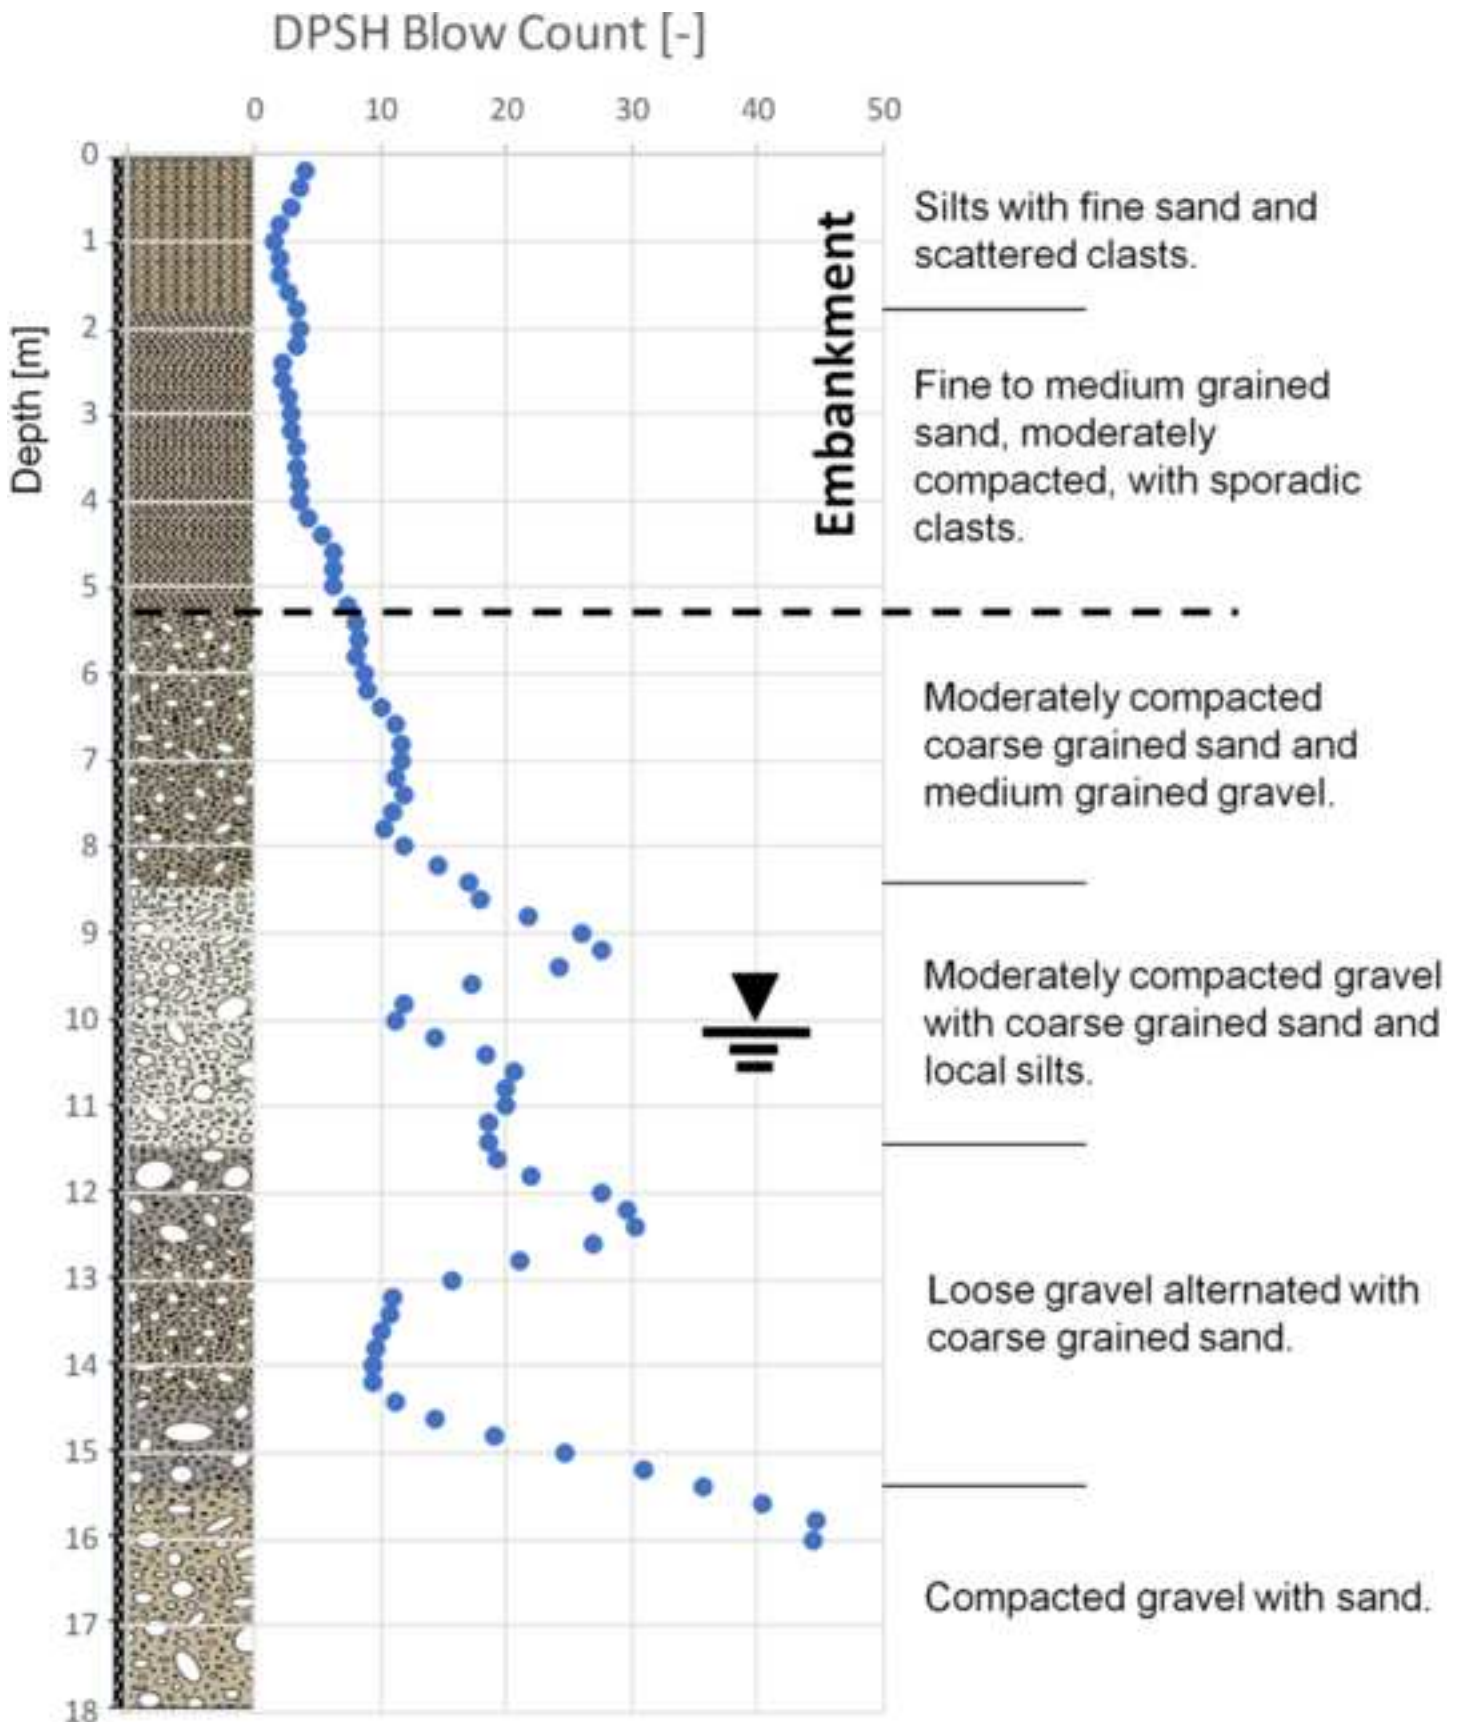 DPSH Blow Count [-]
0 10 20 30 40 50
Depth [m]
0
1
2
3
4
5
6
7
8
9
10
11
12
13
14
15
16
17
18
Embankment
Silts with fine sand and
scattered clasts.
Fine to medium grained
sand, moderately
compacted, with sporadic
clasts.
Moderately compacted
coarse grained sand and
medium grained gravel.
Moderately compacted gravel
with coarse grained sand and
local silts.
Loose gravel alternated with
coarse grained sand.
Compacted gravel with sand.